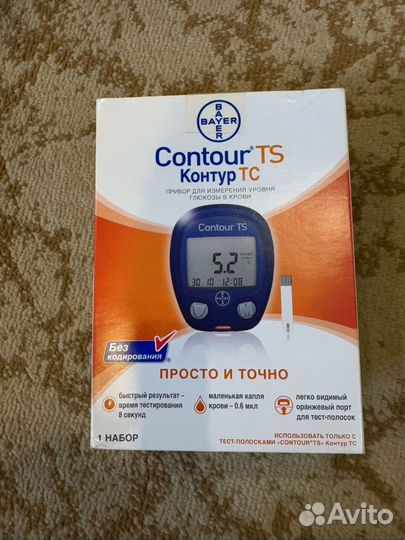 BAYER
BAYER
Contour® TS
Контур ТС
ПРИБОР ДЛЯ ИЗМЕРЕНИЯ УРОВНЯ
ГЛЮКОЗЫ В КРОВИ
Contour TS
5.2 mmol/L
30.10 12:08
M
Без
кодирования
®
ПРОСТО И ТОЧНО
быстрый результат –
время тестирования
8 секунд
маленькая капля
крови – 0.6 мкл
легко видимый
оранжевый порт
для тест-полосок
1 НАБОР
ИСПОЛЬЗОВАТЬ ТОЛЬКО С
ТЕСТ-ПОЛОСКАМИ «CONTOUR®TS» Контур ТС
Avito